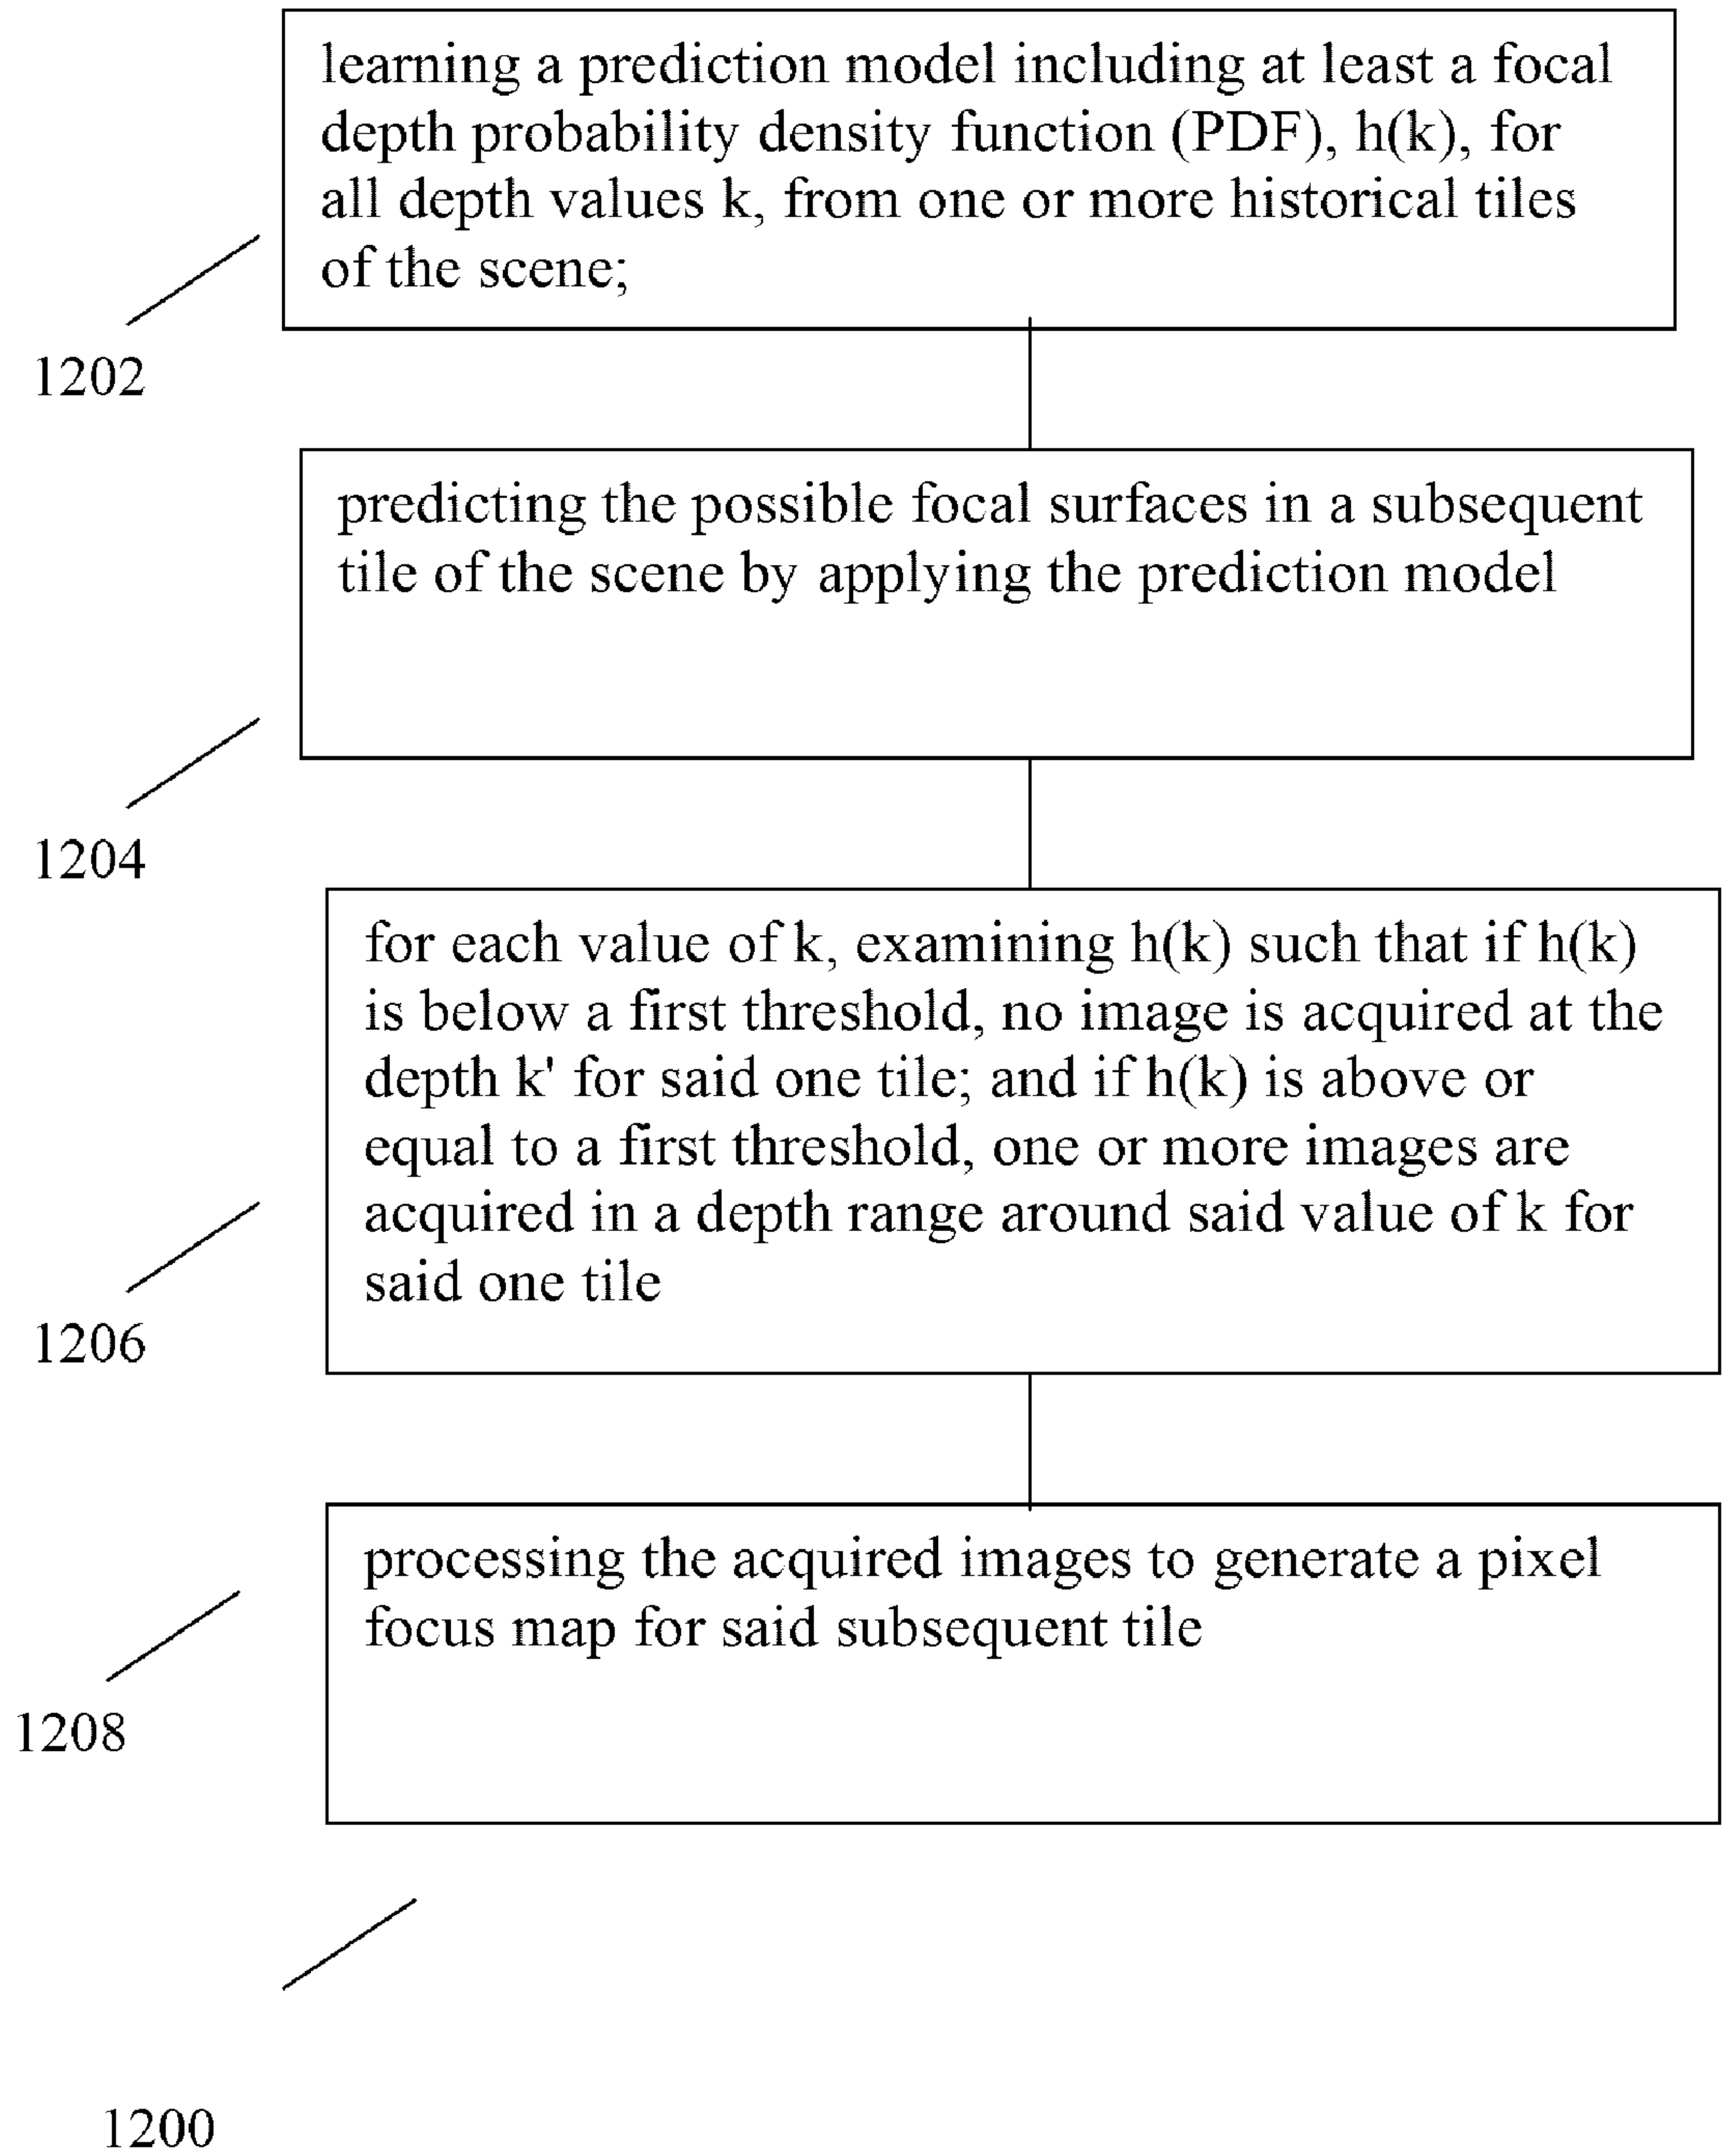 learning a prediction model including at least a focal
depth probability density function (PDF), h(k), for
all depth values k, from one or more historical tiles
of the scene;
1202
predicting the possible focal surfaces in a subsequent
tile of the scene by applying the prediction model
1204
for each value of k, examining h(k) such that if h(k)
is below a first threshold, no image is acquired at the
depth k' for said one tile; and if h(k) is above or
equal to a first threshold, one or more images are
acquired in a depth range around said value of k for
said one tile
1206
processing the acquired images to generate a pixel
focus map for said subsequent tile
1208
1200